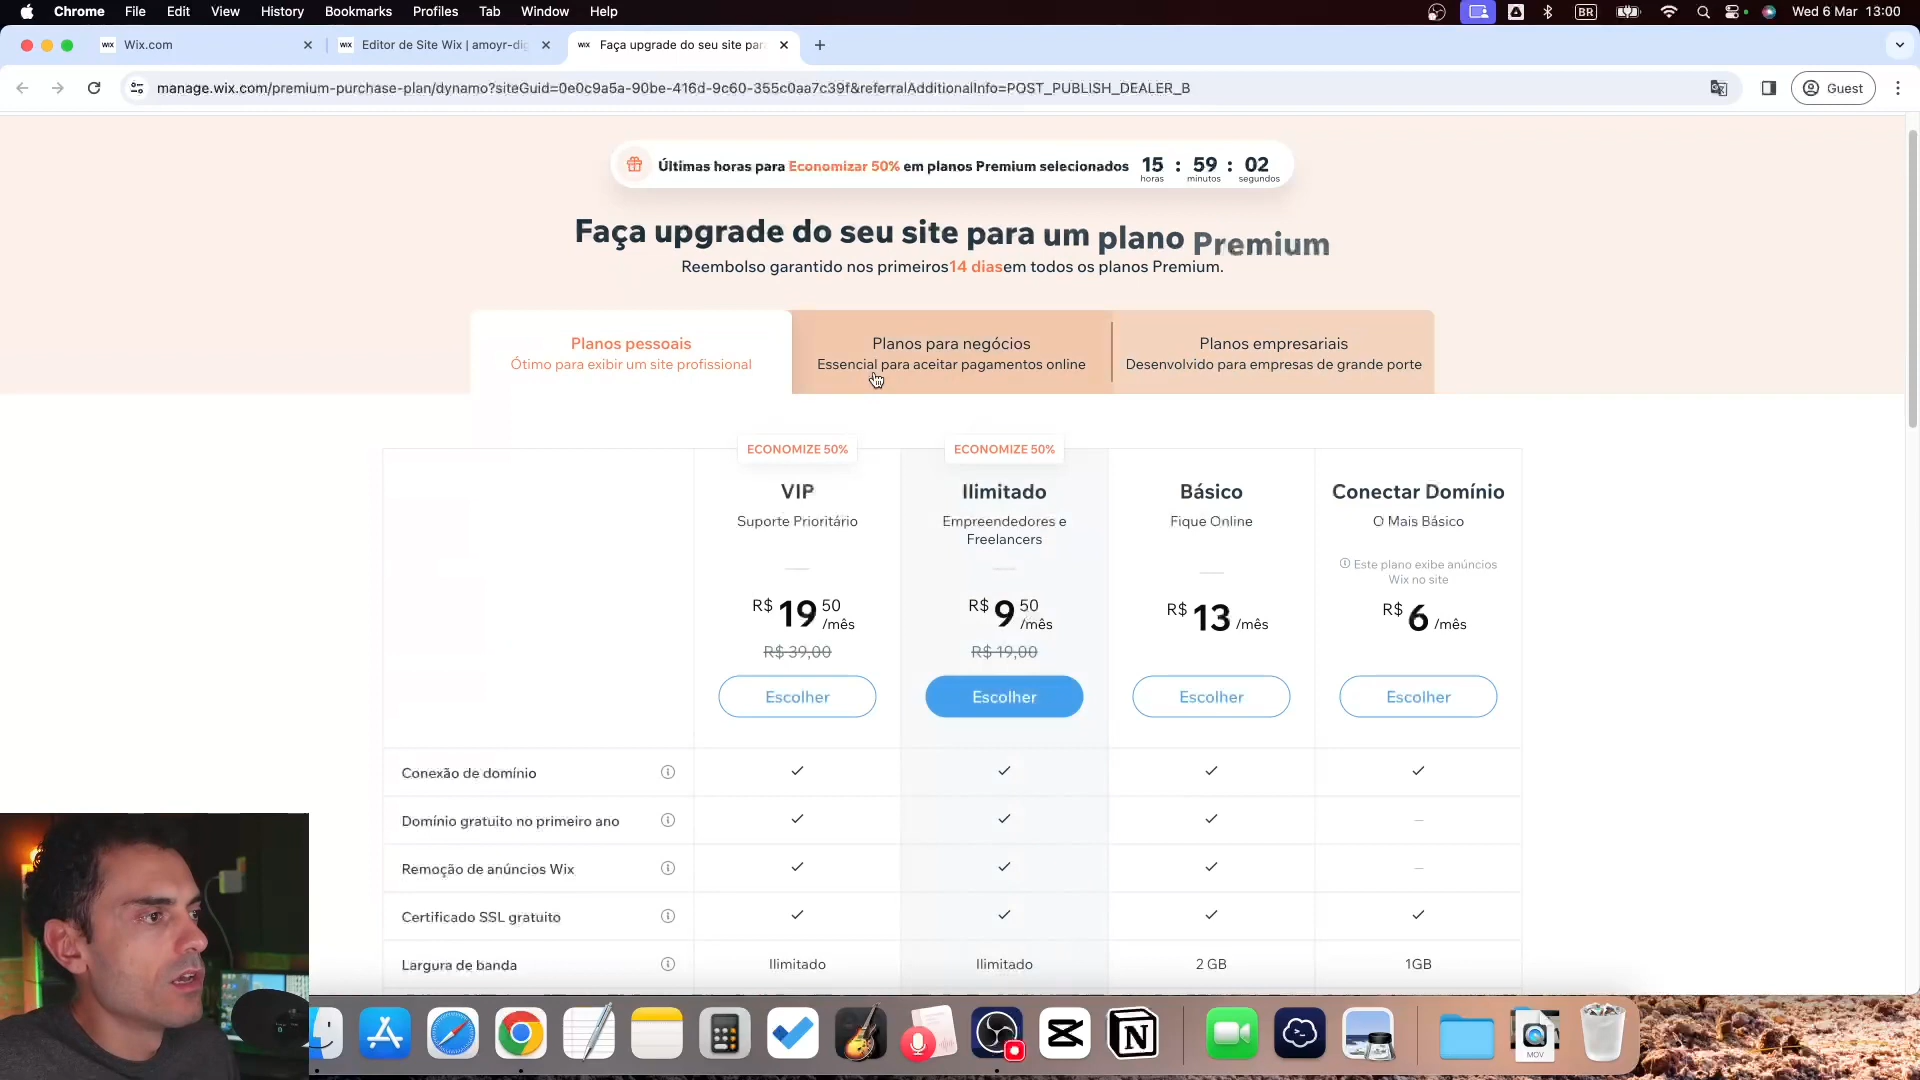 Chrome File Edit View History Bookmarks Profiles Tab Window Help
BR
Wed 6 Mar 13:00
WIX Wix.com
WIX Editor de Site Wix | amoyr-dig
WIX Faça upgrade do seu site par
manage.wix.com/premium-purchase-plan/dynamo?siteGuid=0e0c9a5a-90be-416d-9c60-355c0aa7c39f&referralAdditionalInfo=POST_PUBLISH_DEALER_B
Guest
Últimas horas para Economizar 50% em planos Premium selecionados 15 : 59 : 02
horas minutos segundos
Faça upgrade do seu site para um plano Premium
Reembolso garantido nos primeiros14 diasem todos os planos Premium.
Planos pessoais
Ótimo para exibir um site profissional
Planos para negócios
Essencial para aceitar pagamentos online
Planos empresariais
Desenvolvido para empresas de grande porte
ECONOMIZE 50%
VIP
Suporte Prioritário
R$ 19 50 /mês
R$ 39,00
Escolher
ECONOMIZE 50%
Ilimitado
Empreendedores e
Freelancers
R$ 9 50 /mês
R$ 19,00
Escolher
Básico
Fique Online
R$ 13 /mês
Escolher
Conectar Domínio
O Mais Básico
Este plano exibe anúncios
Wix no site
R$ 6 /mês
Escolher
Conexão de domínio
Domínio gratuito no primeiro ano
Remoção de anúncios Wix
Certificado SSL gratuito
Largura de banda Ilimitado Ilimitado 2 GB 1GB
MOV